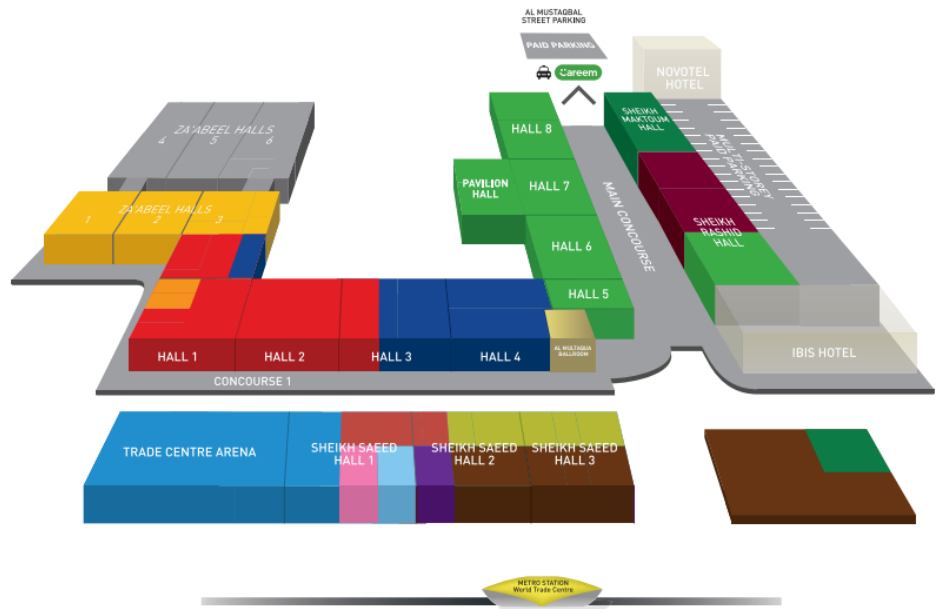 AL MUSTAQBAL
STREET PARKING
PAID PARKING
Careem
NOVOTEL
HOTEL
ZA'ABEEL HALLS
4 5 6
HALL 8
SHEIKH
MAKTOUM
HALL
MULTI-STOREY
PAID PARKING
PAVILION
HALL
HALL 7
MAIN CONCOURSE
ZA'ABEEL HALLS
1 2 3
SHEIKH
RASHID
HALL
HALL 6
HALL 5
HALL 1
HALL 2
HALL 3
HALL 4
AL MULTAQUA
BALLROOM
IBIS HOTEL
CONCOURSE 1
TRADE CENTRE ARENA
SHEIKH SAEED
HALL 1
SHEIKH SAEED
HALL 2
SHEIKH SAEED
HALL 3
METRO STATION
World Trade Centre